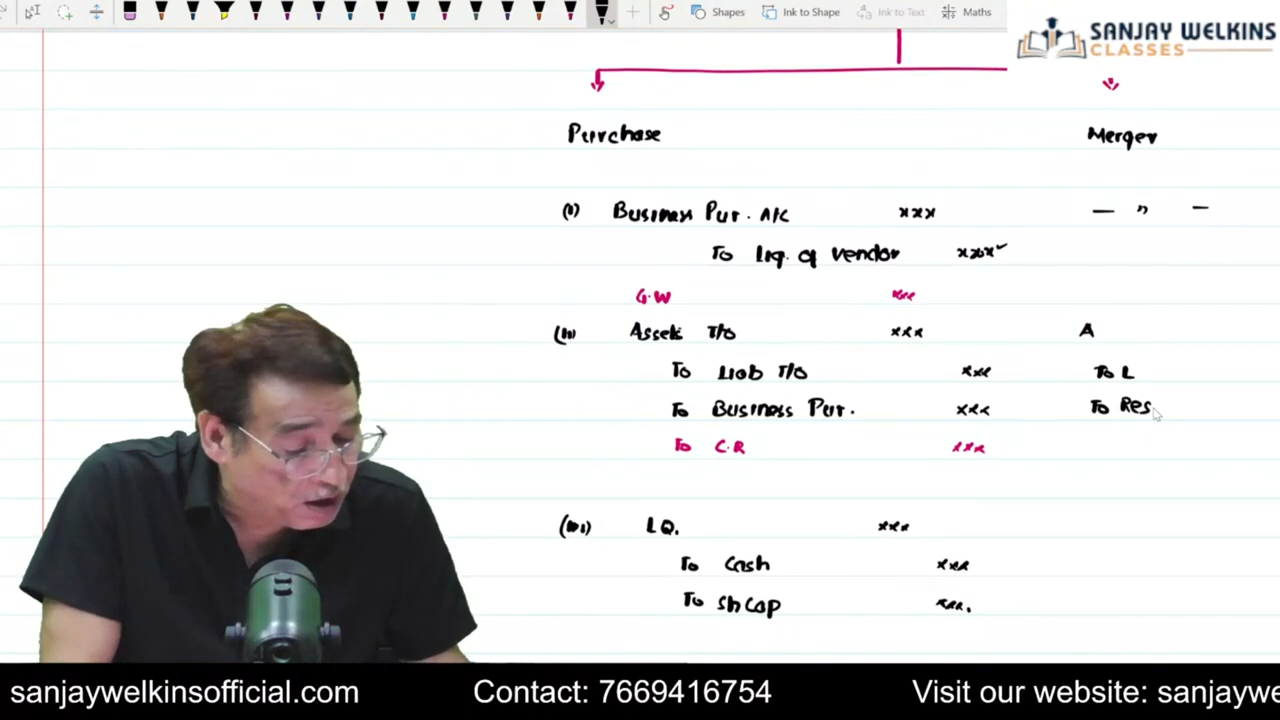 Shapes Ink to Shape Ink to Text Maths
SANJAY WELKINS
CLASSES
Purchase Merger
(i) Business Pur. A/c xxx — " —
To Liq. of vendor xxx
G.W xxx
(ii) Assets T/o xxx A
To Liab T/o xxx To L
To Business Pur. xxx To Res
To C.R xxx
(iii) LQ. xxx
To Cash xxx
To Sh Cap xxx.
sanjaywelkinsofficial.com Contact: 7669416754 Visit our website: sanjaywe